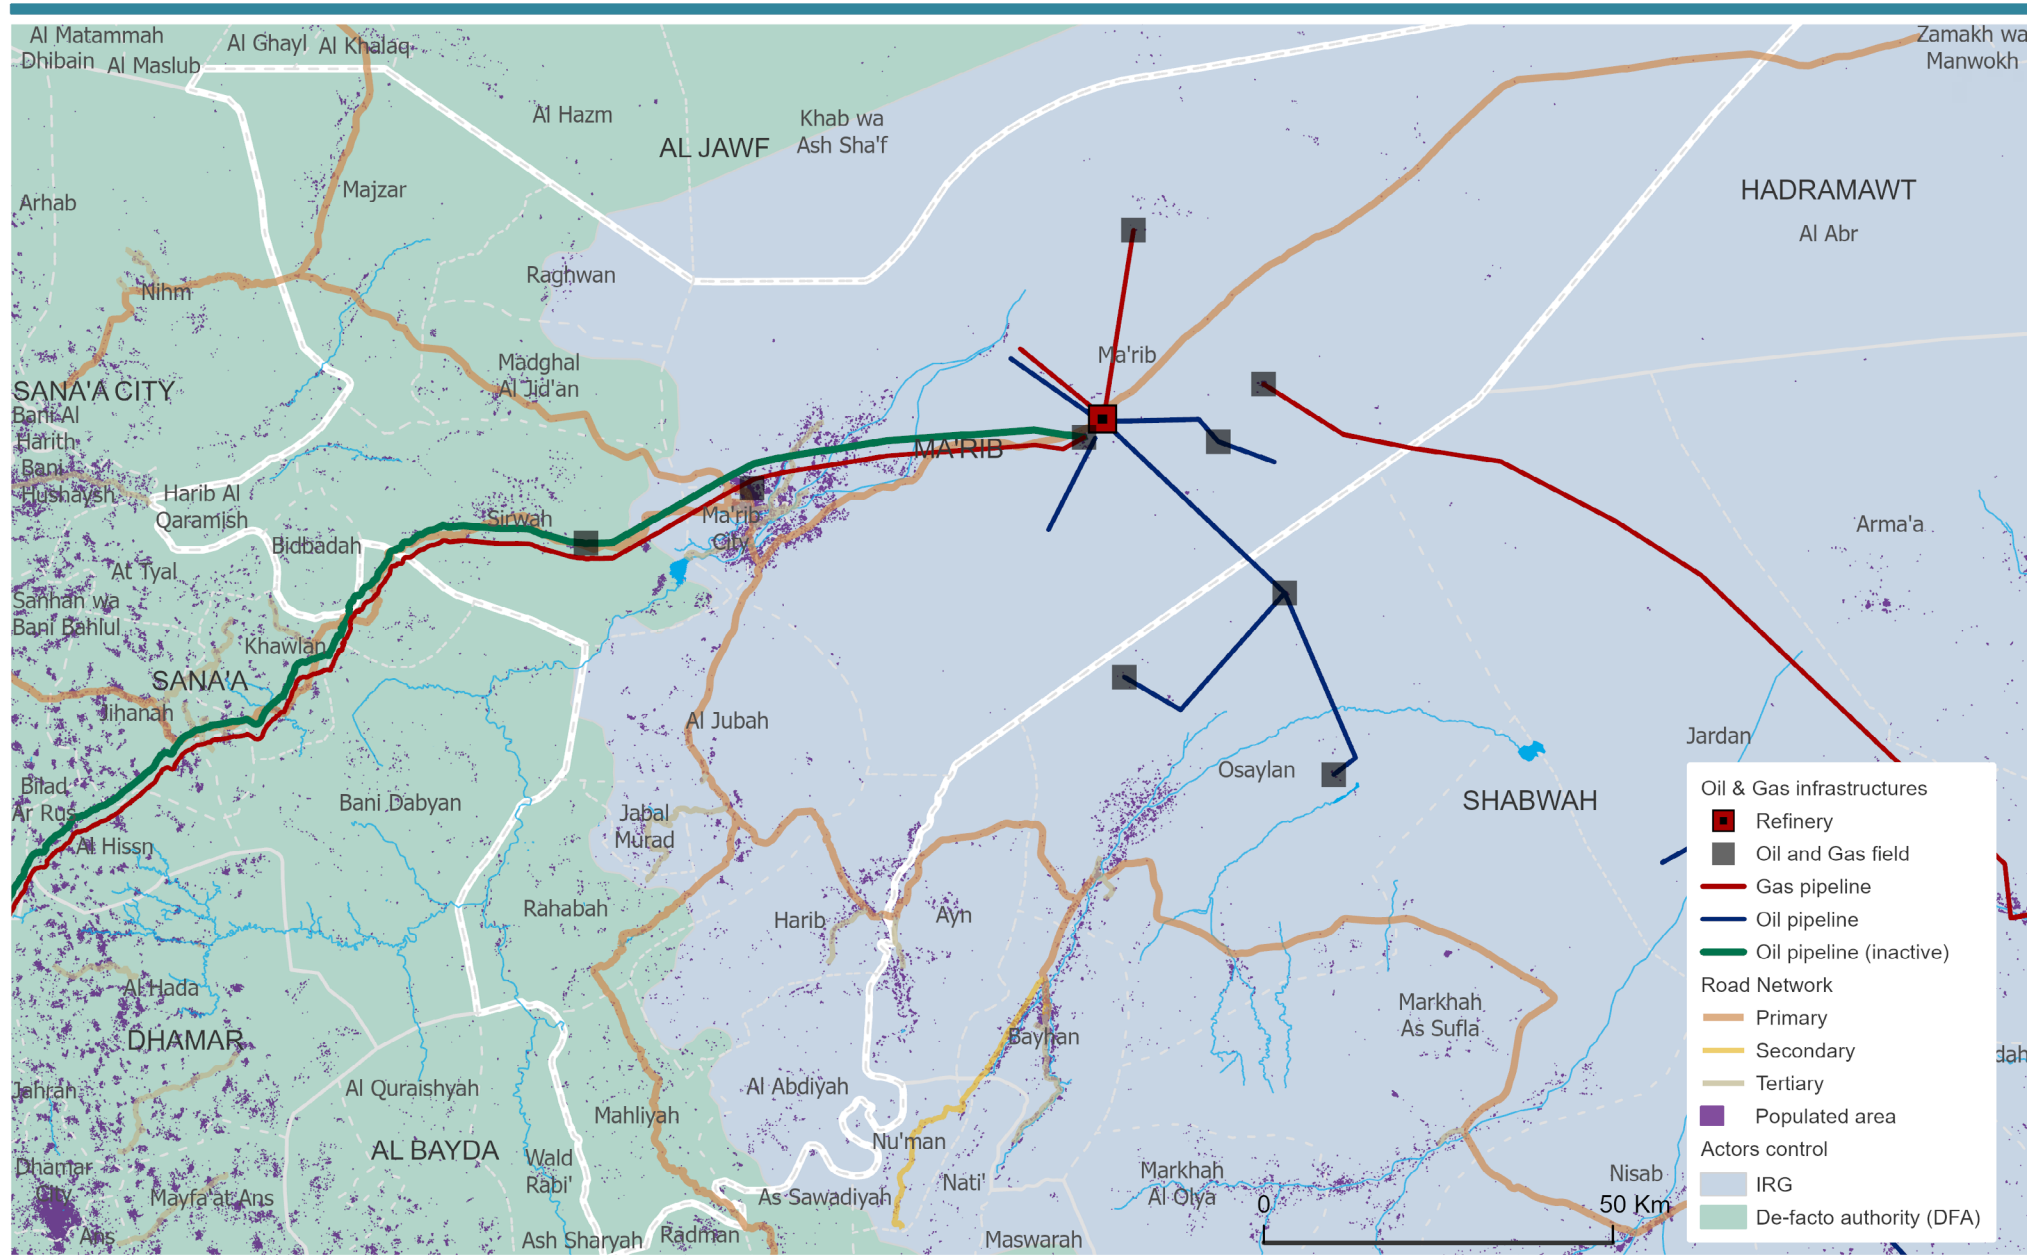 Al Matammah
Dhibain
Al Maslub
Al Ghayl
Al Khalaq
Al Hazm
AL JAWF
Khab wa
Ash Sha'f
Zamakh wa
Manwokh
HADRAMAWT
Al Abr
Arhab
Majzar
Nihm
Raghwan
Madghal
Al Jid'an
Ma'rib
SANA'A CITY
Bani Al
Harith
Bani
Hushaysh
Harib Al
Qaramish
Bidbadah
Sirwah
MA'RIB
Ma'rib
City
Arma'a
At Tyal
Sanhan wa
Bani Bahlul
Khawlan
SANA'A
Jihanah
Al Jubah
Jardan
Bilad
Ar Rus
Bani Dabyan
Jabal
Murad
Osaylan
SHABWAH
Al Hissn
Rahabah
Harib
Ayn
Al Hada
DHAMAR
Markhah
As Sufla
Bayhan
Jahran
Al Quraishyah
Mahliyah
Al Abdiyah
AL BAYDA
Nu'man
Dhamar
City
Mayfa'at Ans
Wald
Rabi'
As Sawadiyah
Nati'
Markhah
Al Olya
Nisab
Ans
Ash Sharyah
Radman
Maswarah
dah
0
50 Km
Oil & Gas infrastructures
Refinery
Oil and Gas field
Gas pipeline
Oil pipeline
Oil pipeline (inactive)
Road Network
Primary
Secondary
Tertiary
Populated area
Actors control
IRG
De-facto authority (DFA)